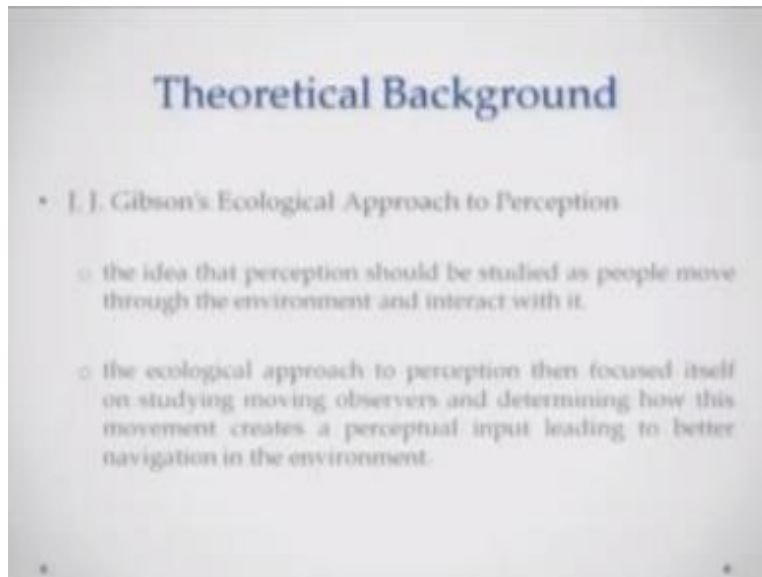 Theoretical Background
• J. J. Gibson's Ecological Approach to Perception
o the idea that perception should be studied as people move
through the environment and interact with it.
o the ecological approach to perception then focused itself
on studying moving observers and determining how this
movement creates a perceptual input leading to better
navigation in the environment.